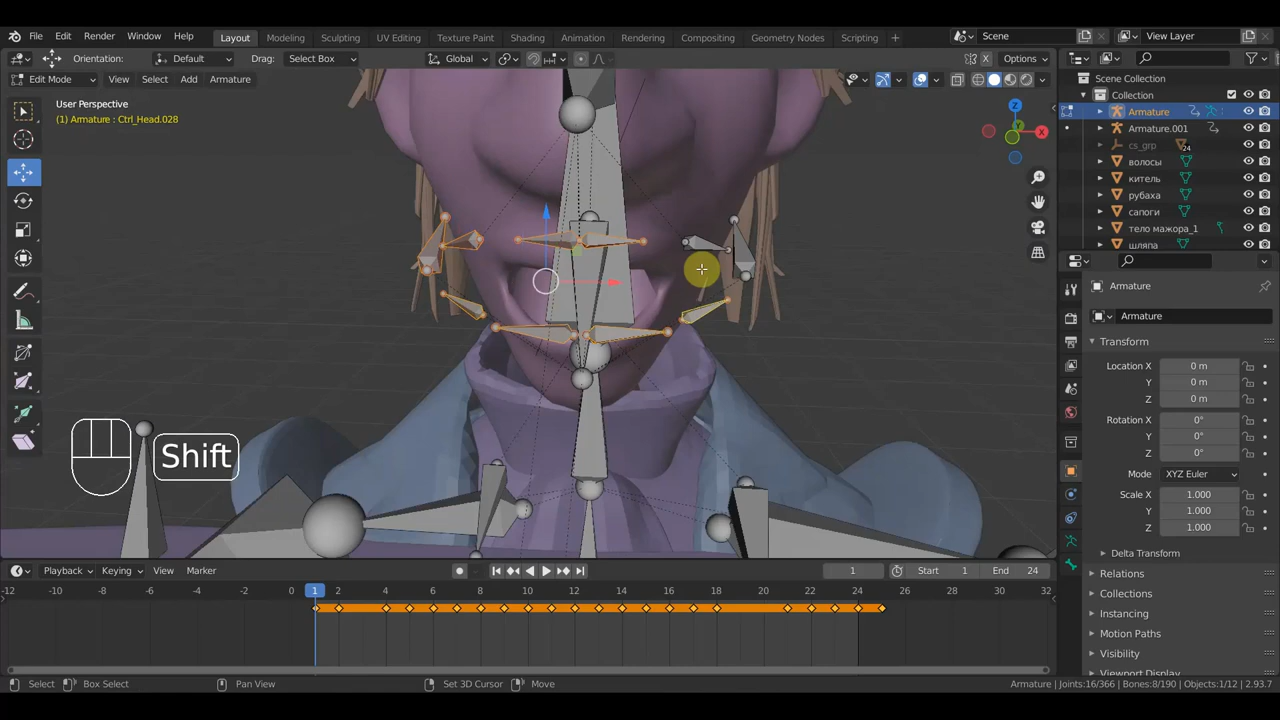 File Edit Render Window Help Layout Modeling Sculpting UV Editing Texture Paint Shading Animation Rendering Compositing Geometry Nodes Scripting + Scene View Layer
Orientation: Default Drag: Select Box Global Options
Edit Mode View Select Add Armature
User Perspective
(1) Armature : Ctrl_Head.028
Z
Y
X
Shift
Scene Collection
Collection
Armature
Armature.001
cs_grp 24
волосы
китель
рубаха
сапоги
тело мажора_1
шляпа
Armature
Armature
Transform
Location X 0 m
Y 0 m
Z 0 m
Rotation X 0°
Y 0°
Z 0°
Mode XYZ Euler
Scale X 1.000
Y 1.000
Z 1.000
Delta Transform
Relations
Collections
Instancing
Motion Paths
Visibility
Viewport Display
Playback Keying View Marker 1 Start 1 End 24
-12 -10 -8 -6 -4 -2 0 1 2 4 6 8 10 12 14 16 18 20 22 24 26 28 30 32
Select Box Select Pan View Set 3D Cursor Move Armature | Joints:16/366 | Bones:8/190 | Objects:1/12 | 2.93.7